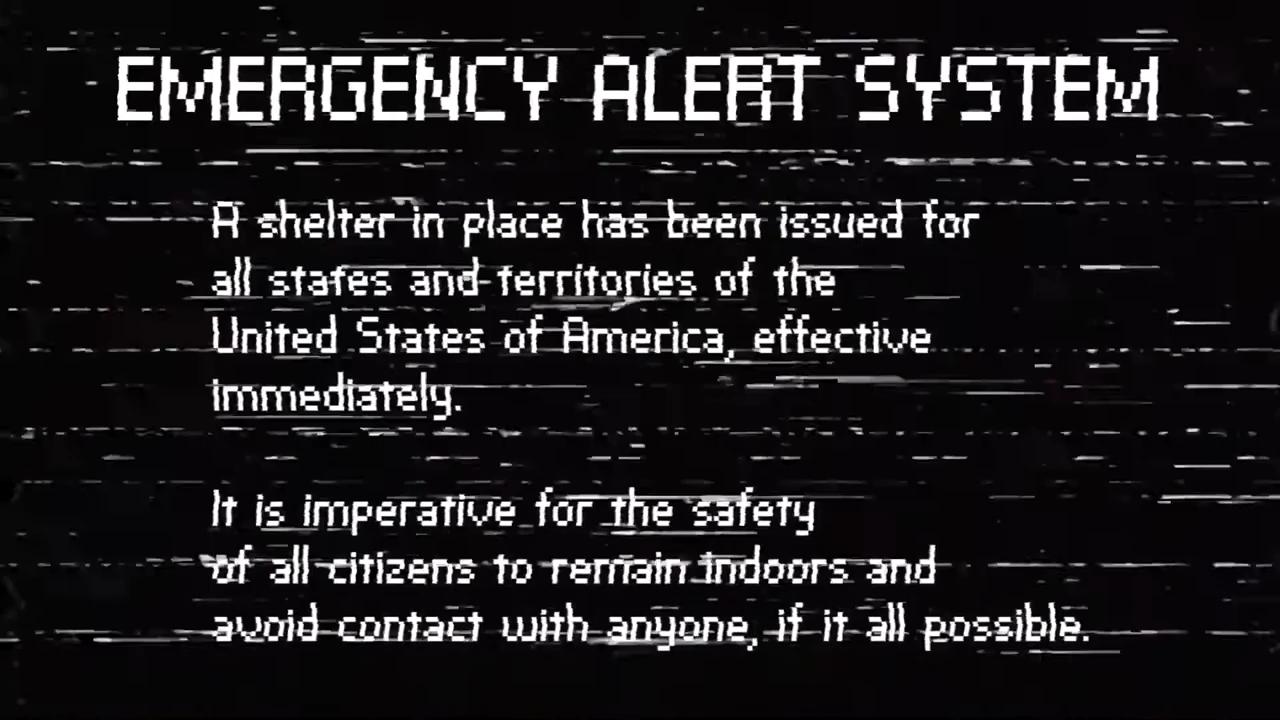 EMERGENCY ALERT SYSTEM
A shelter in place has been issued for
all states and territories of the
United States of America, effective
immediately.
It is imperative for the safety
of all citizens to remain indoors and
avoid contact with anyone, if it all possible.